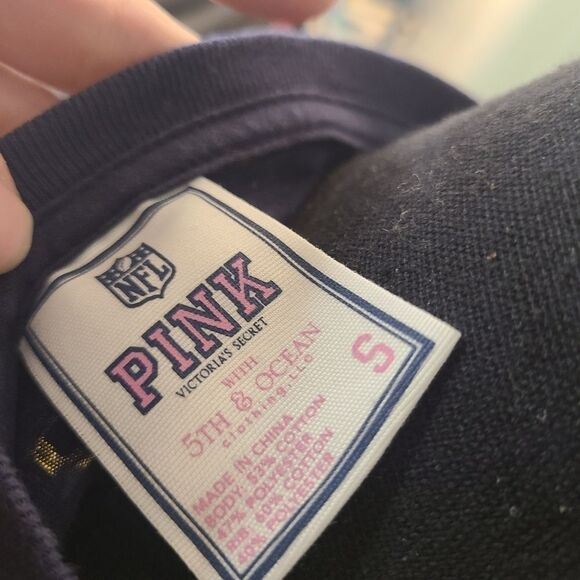 NFL
PINK
VICTORIA'S SECRET
WITH
5TH & OCEAN
clothing, LLC
S
MADE IN CHINA
BODY: 53% COTTON
47% POLYESTER
RIB 60% COTTON
40% POLYESTER